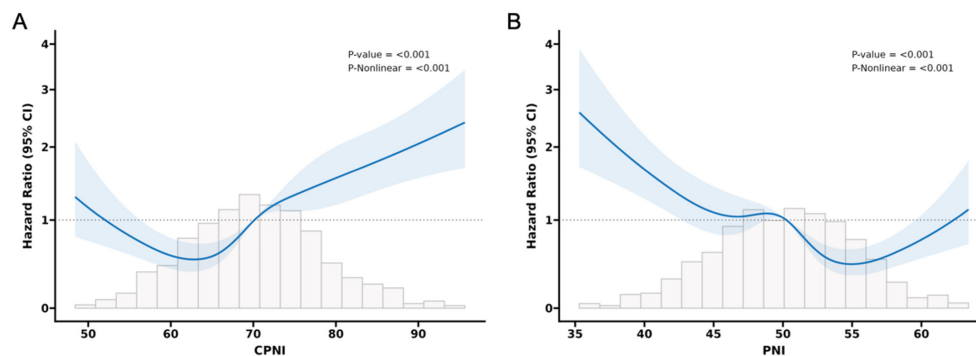 A
Hazard Ratio (95% CI)
4
3
2
1
0
P-value = <0.001
P-Nonlinear = <0.001
50 60 70 80 90
CPNI
B
Hazard Ratio (95% CI)
4
3
2
1
0
P-value = <0.001
P-Nonlinear = <0.001
35 40 45 50 55 60
PNI